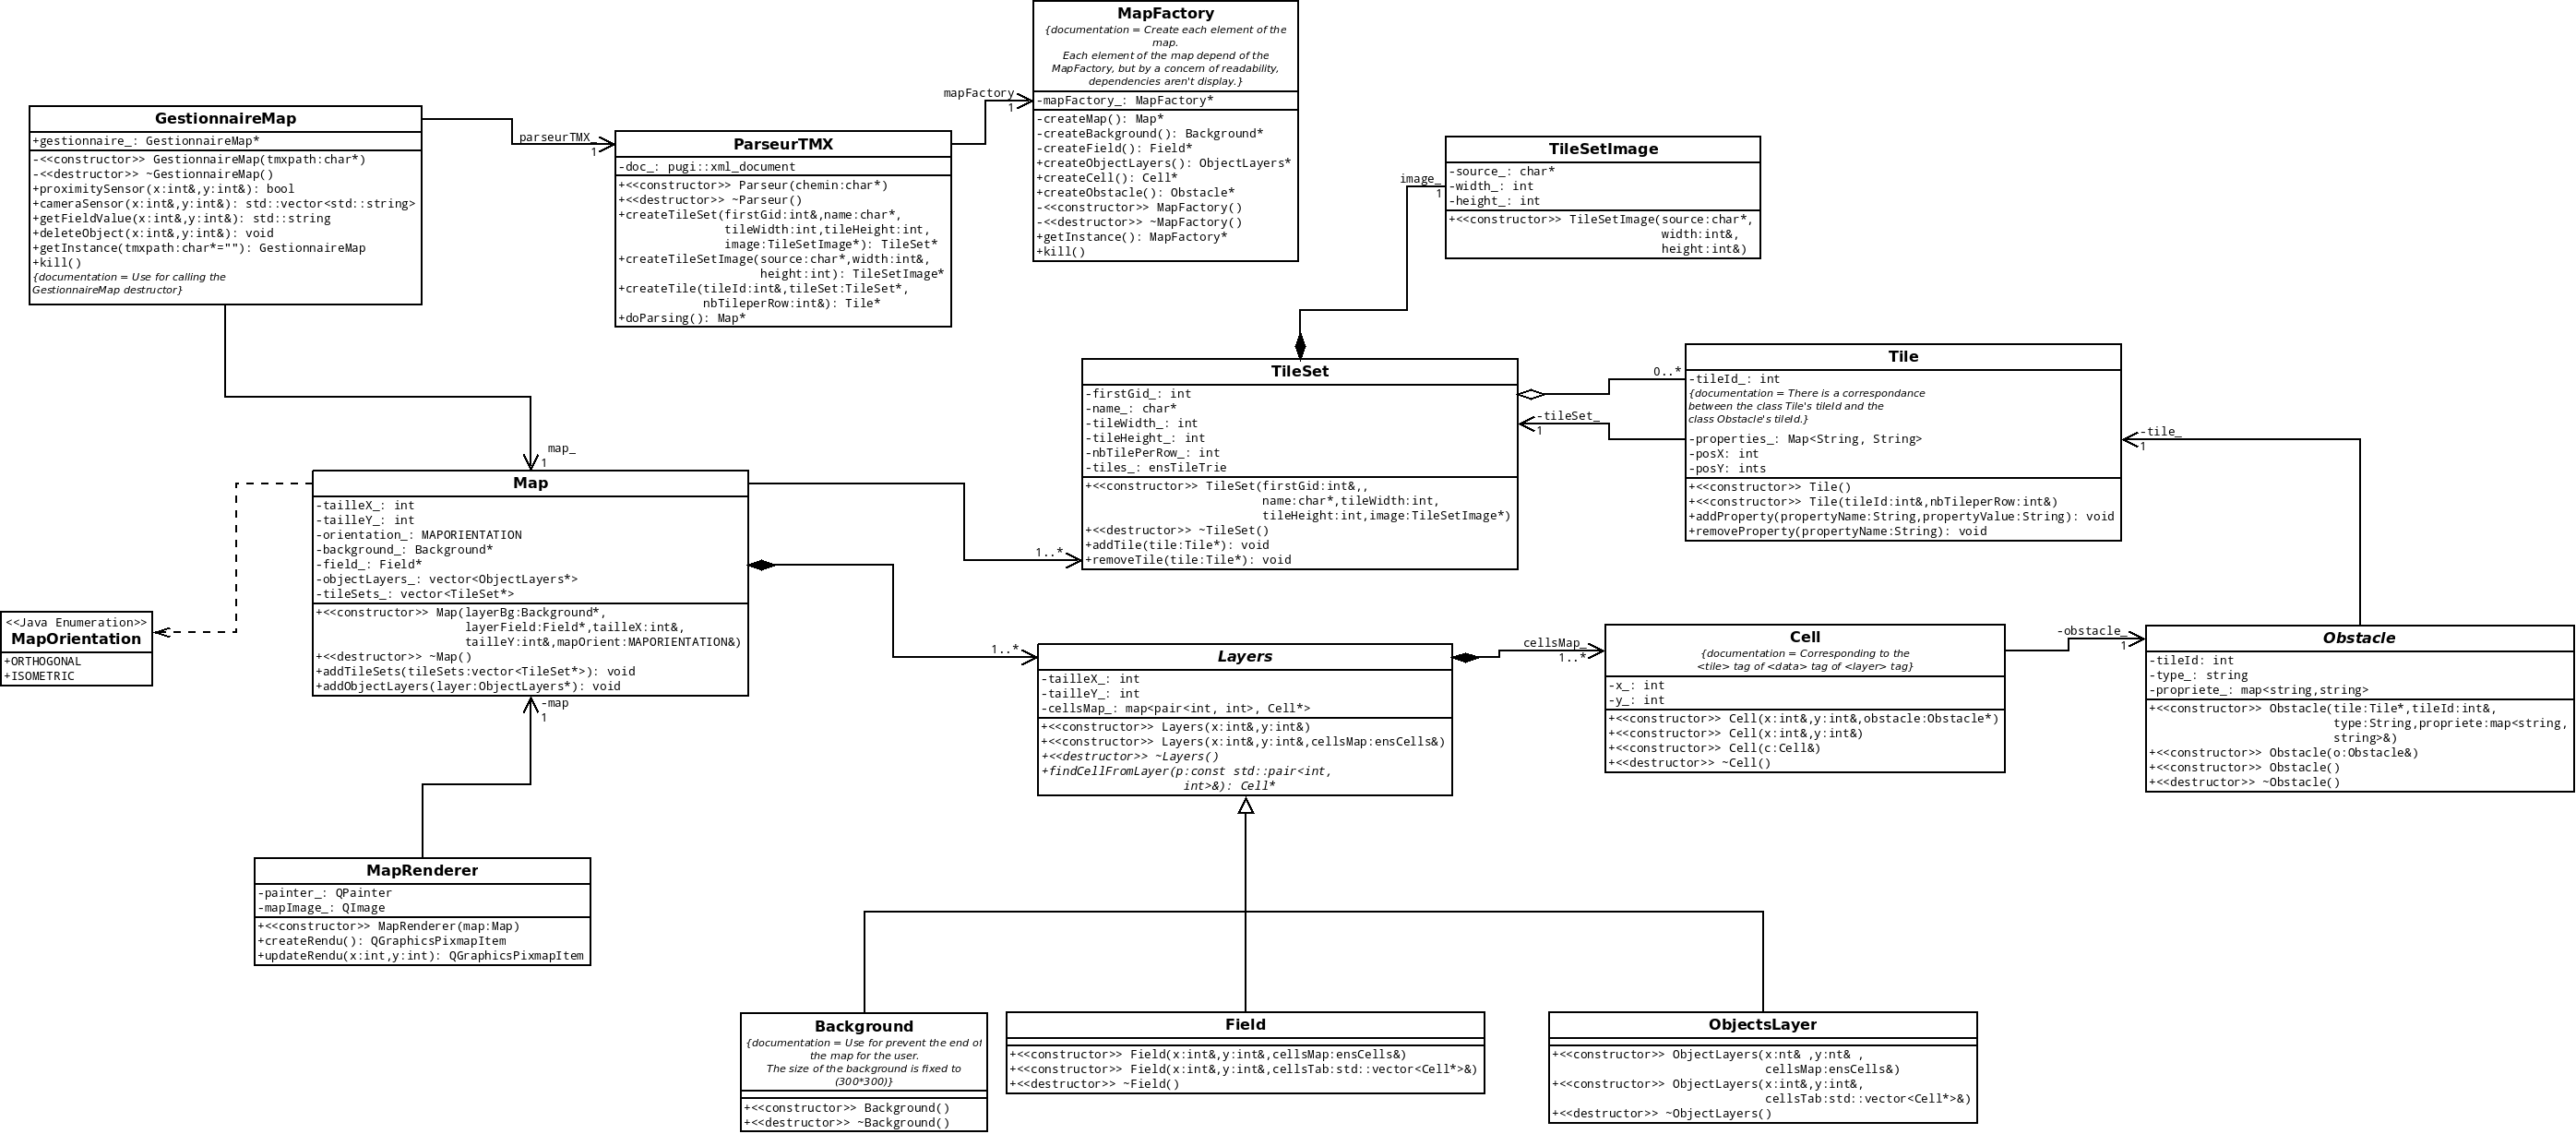 MapFactory
{documentation = Create each element of the
map.
Each element of the map depend of the
MapFactory, but by a concern of readability,
dependencies aren't display.}
-mapFactory_: MapFactory*
-createMap(): Map*
-createBackground(): Background*
-createField(): Field*
+createObjectLayers(): ObjectLayers*
+createCell(): Cell*
+createObstacle(): Obstacle*
-<<constructor>> MapFactory()
-<<destructor>> ~MapFactory()
+getInstance(): MapFactory*
+kill()
mapFactory
1
GestionnaireMap
+gestionnaire_: GestionnaireMap*
-<<constructor>> GestionnaireMap(tmxpath:char*)
-<<destructor>> ~GestionnaireMap()
+proximitySensor(x:int&,y:int&): bool
+cameraSensor(x:int&,y:int&): std::vector<std::string>
+getFieldValue(x:int&,y:int&): std::string
+deleteObject(x:int&,y:int&): void
+getInstance(tmxpath:char*=""): GestionnaireMap
+kill()
{documentation = Use for calling the
GestionnaireMap destructor}
parseurTMX_
1
ParseurTMX
-doc_: pugi::xml_document
+<<constructor>> Parseur(chemin:char*)
+<<destructor>> ~Parseur()
+createTileSet(firstGid:int&,name:char*,
tileWidth:int,tileHeight:int,
image:TileSetImage*): TileSet*
+createTileSetImage(source:char*,width:int&,
height:int): TileSetImage*
+createTile(tileId:int&,tileSet:TileSet*,
nbTileperRow:int&): Tile*
+doParsing(): Map*
TileSetImage
-source_: char*
-width_: int
-height_: int
+<<constructor>> TileSetImage(source:char*,
width:int&,
height:int&)
image_
1
TileSet
-firstGid_: int
-name_: char*
-tileWidth_: int
-tileHeight_: int
-nbTilePerRow_: int
-tiles_: ensTileTrie
+<<constructor>> TileSet(firstGid:int&,,
name:char*,tileWidth:int,
tileHeight:int,image:TileSetImage*)
+<<destructor>> ~TileSet()
+addTile(tile:Tile*): void
+removeTile(tile:Tile*): void
0..*
-tileSet_
1
Tile
-tileId_: int
{documentation = There is a correspondance
between the class Tile's tileId and the
class Obstacle's tileId.}
-properties_: Map<String, String>
-posX: int
-posY: ints
+<<constructor>> Tile()
+<<constructor>> Tile(tileId:int&,nbTileperRow:int&)
+addProperty(propertyName:String,propertyValue:String): void
+removeProperty(propertyName:String): void
-tile_
1
map_
1
Map
-tailleX_: int
-tailleY_: int
-orientation_: MAPORIENTATION
-background_: Background*
-field_: Field*
-objectLayers_: vector<ObjectLayers*>
-tileSets_: vector<TileSet*>
+<<constructor>> Map(layerBg:Background*,
layerField:Field*,tailleX:int&,
tailleY:int&,mapOrient:MAPORIENTATION&)
+<<destructor>> ~Map()
+addTileSets(tileSets:vector<TileSet*>): void
+addObjectLayers(layer:ObjectLayers*): void
1..*
1..*
<<Java Enumeration>>
MapOrientation
+ORTHOGONAL
+ISOMETRIC
-map
1
Layers
-tailleX_: int
-tailleY_: int
-cellsMap_: map<pair<int, int>, Cell*>
+<<constructor>> Layers(x:int&,y:int&)
+<<constructor>> Layers(x:int&,y:int&,cellsMap:ensCells&)
+<<destructor>> ~Layers()
+findCellFromLayer(p:const std::pair<int,
int>&): Cell*
cellsMap_
1..*
Cell
{documentation = Corresponding to the
<tile> tag of <data> tag of <layer> tag}
-x_: int
-y_: int
+<<constructor>> Cell(x:int&,y:int&,obstacle:Obstacle*)
+<<constructor>> Cell(x:int&,y:int&)
+<<constructor>> Cell(c:Cell&)
+<<destructor>> ~Cell()
-obstacle_
1
Obstacle
-tileId: int
-type_: string
-propriete_: map<string,string>
+<<constructor>> Obstacle(tile:Tile*,tileId:int&,
type:String,propriete:map<string,
string>&)
+<<constructor>> Obstacle(o:Obstacle&)
+<<constructor>> Obstacle()
+<<destructor>> ~Obstacle()
MapRenderer
-painter_: QPainter
-mapImage_: QImage
+<<constructor>> MapRenderer(map:Map)
+createRendu(): QGraphicsPixmapItem
+updateRendu(x:int,y:int): QGraphicsPixmapItem
Background
{documentation = Use for prevent the end of
the map for the user.
The size of the background is fixed to
(300*300)}
+<<constructor>> Background()
+<<destructor>> ~Background()
Field
+<<constructor>> Field(x:int&,y:int&,cellsMap:ensCells&)
+<<constructor>> Field(x:int&,y:int&,cellsTab:std::vector<Cell*>&)
+<<destructor>> ~Field()
ObjectsLayer
+<<constructor>> ObjectLayers(x:nt& ,y:nt& ,
cellsMap:ensCells&)
+<<constructor>> ObjectLayers(x:int&,y:int&,
cellsTab:std::vector<Cell*>&)
+<<destructor>> ~ObjectLayers()